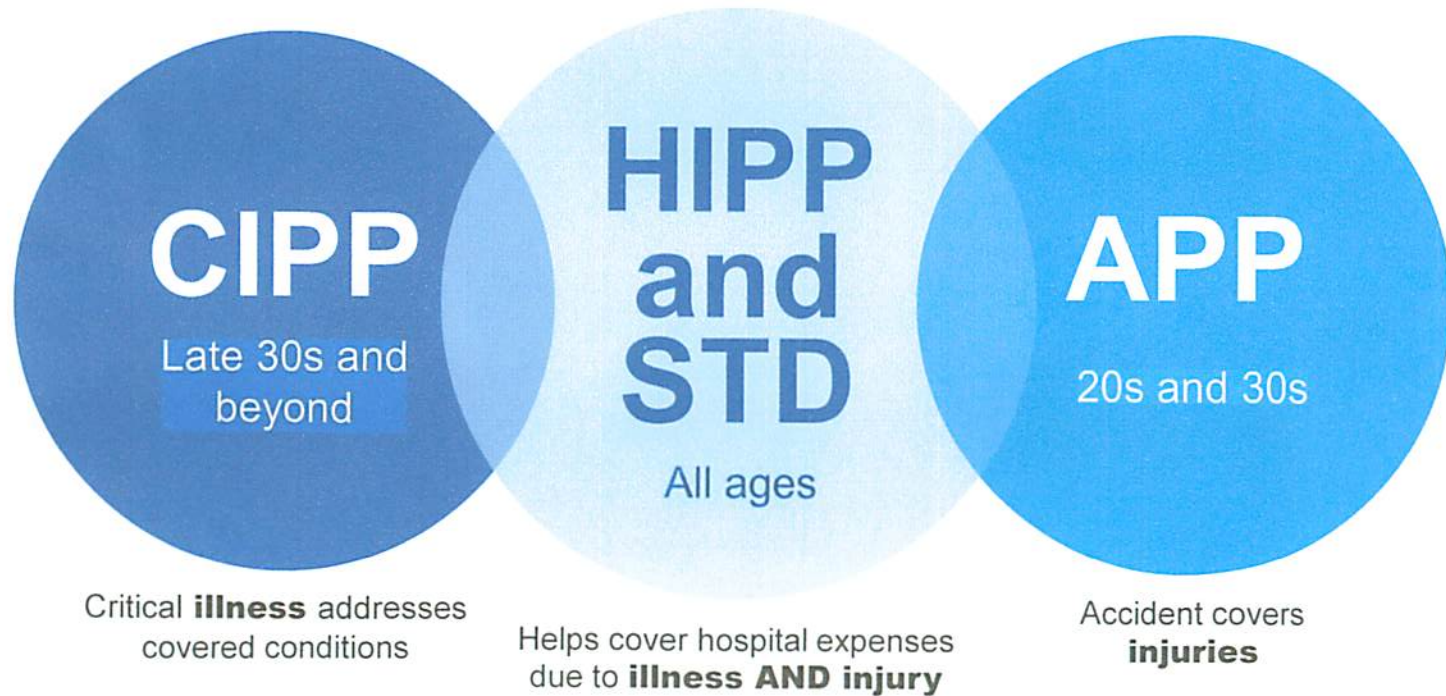 CIPP
Late 30s and
beyond
Critical illness addresses
covered conditions
HIPP
and
STD
All ages
Helps cover hospital expenses
due to illness AND injury
APP
20s and 30s
Accident covers
injuries